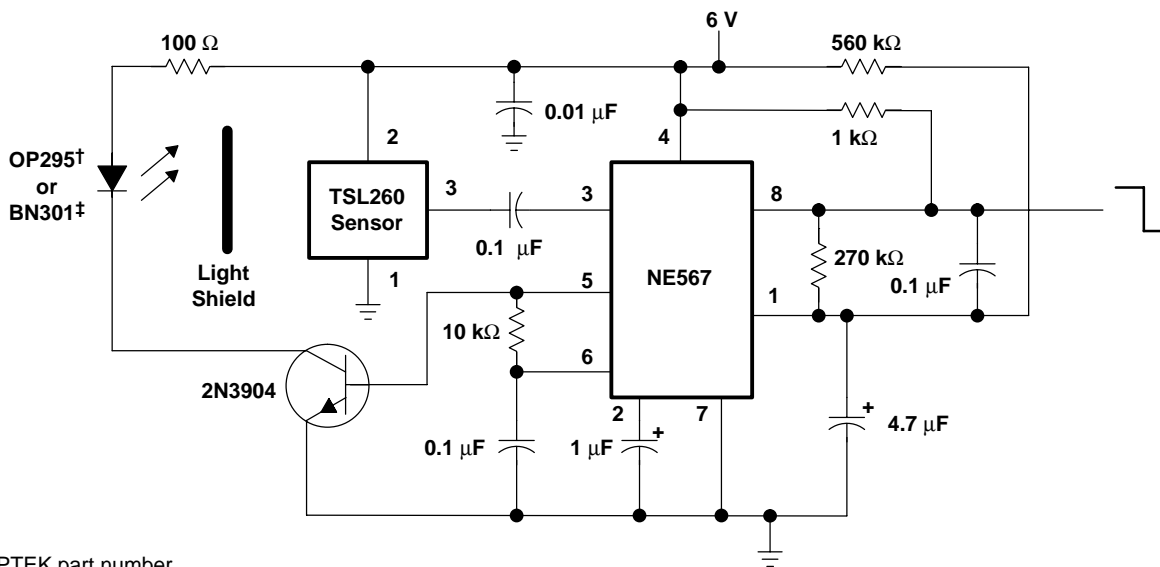 6 V
100 Ω
560 kΩ
0.01 µF
1 kΩ
2
4
OP295†
or
BN301‡
TSL260
Sensor
3
3
8
0.1 µF
Light
Shield
1
5
NE567
270 kΩ
0.1 µF
1
10 kΩ
6
2N3904
2
7
0.1 µF
1 µF
+
+
4.7 µF
part number